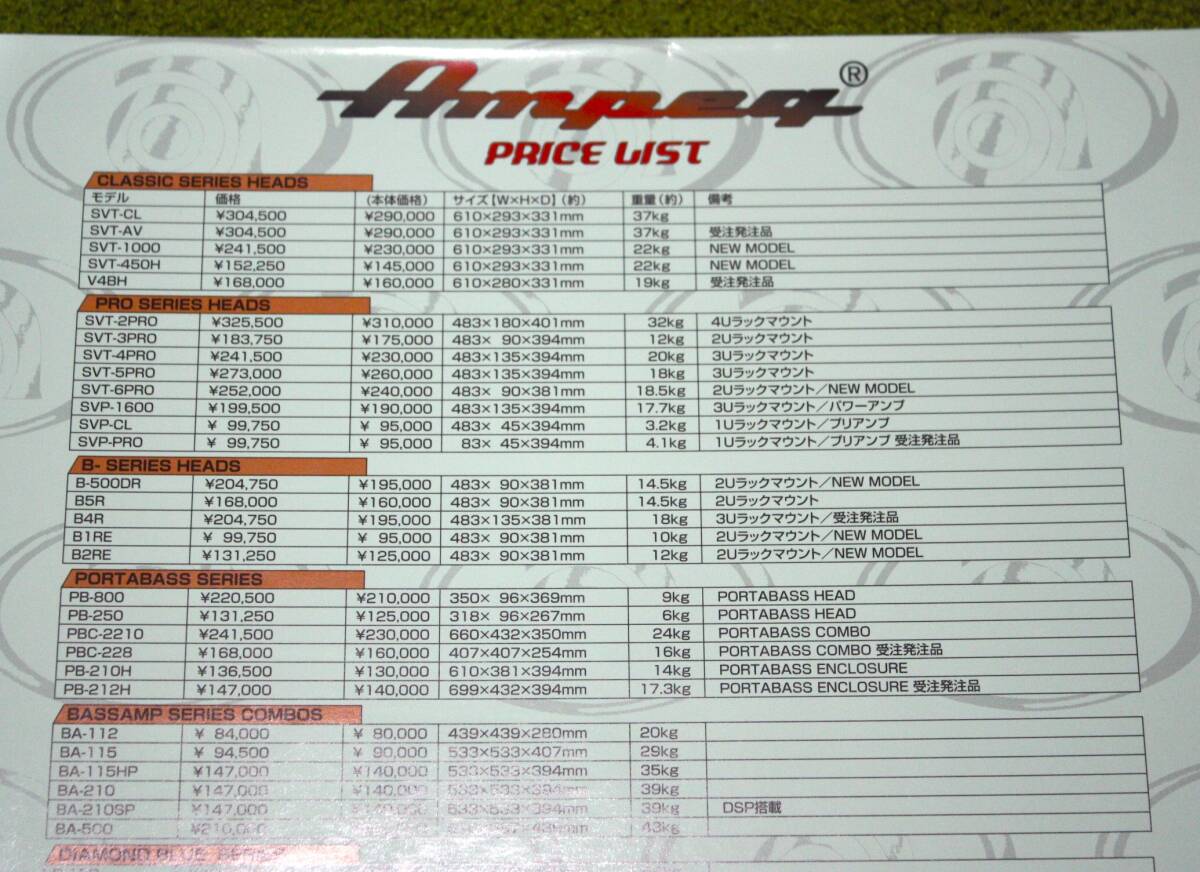 Ampeg®
PRICE LIST
CLASSIC SERIES HEADS
モデル 価格 (本体価格) サイズ【W×H×D】(約) 重量(約) 備考
SVT-CL ¥304,500 ¥290,000 610×293×331mm 37kg
SVT-AV ¥304,500 ¥290,000 610×293×331mm 37kg 受注発注品
SVT-1000 ¥241,500 ¥230,000 610×293×331mm 22kg NEW MODEL
SVT-450H ¥152,250 ¥145,000 610×293×331mm 22kg NEW MODEL
V4BH ¥168,000 ¥160,000 610×280×331mm 19kg 受注発注品
PRO SERIES HEADS
SVT-2PRO ¥325,500 ¥310,000 483×180×401mm 32kg 4Uラックマウント
SVT-3PRO ¥183,750 ¥175,000 483× 90×394mm 12kg 2Uラックマウント
SVT-4PRO ¥241,500 ¥230,000 483×135×394mm 20kg 3Uラックマウント
SVT-5PRO ¥273,000 ¥260,000 483×135×394mm 18kg 3Uラックマウント
SVT-6PRO ¥252,000 ¥240,000 483× 90×381mm 18.5kg 2Uラックマウント/NEW MODEL
SVP-1600 ¥199,500 ¥190,000 483×135×394mm 17.7kg 3Uラックマウント/パワーアンプ
SVP-CL ¥ 99,750 ¥ 95,000 483× 45×394mm 3.2kg 1Uラックマウント/プリアンプ
SVP-PRO ¥ 99,750 ¥ 95,000 83× 45×394mm 4.1kg 1Uラックマウント/プリアンプ 受注発注品
B- SERIES HEADS
B-500DR ¥204,750 ¥195,000 483× 90×381mm 14.5kg 2Uラックマウント/NEW MODEL
B5R ¥168,000 ¥160,000 483× 90×381mm 14.5kg 2Uラックマウント
B4R ¥204,750 ¥195,000 483×135×381mm 18kg 3Uラックマウント/受注発注品
B1RE ¥ 99,750 ¥ 95,000 483× 90×381mm 10kg 2Uラックマウント/NEW MODEL
B2RE ¥131,250 ¥125,000 483× 90×381mm 12kg 2Uラックマウント/NEW MODEL
PORTABASS SERIES
PB-800 ¥220,500 ¥210,000 350× 96×369mm 9kg PORTABASS HEAD
PB-250 ¥131,250 ¥125,000 318× 96×267mm 6kg PORTABASS HEAD
PBC-2210 ¥241,500 ¥230,000 660×432×350mm 24kg PORTABASS COMBO
PBC-228 ¥168,000 ¥160,000 407×407×254mm 16kg PORTABASS COMBO 受注発注品
PB-210H ¥136,500 ¥130,000 610×381×394mm 14kg PORTABASS ENCLOSURE
PB-212H ¥147,000 ¥140,000 699×432×394mm 17.3kg PORTABASS ENCLOSURE 受注発注品
BASSAMP SERIES COMBOS
BA-112 ¥ 84,000 ¥ 80,000 439×439×280mm 20kg
BA-115 ¥ 94,500 ¥ 90,000 533×533×407mm 29kg
BA-115HP ¥147,000 ¥140,000 533×533×394mm 35kg
BA-210 ¥147,000 ¥140,000 533×533×394mm 39kg
BA-210SP ¥147,000 ¥140,000 533×533×394mm 39kg DSP搭載
BA-500 ¥210,000 43kg
DIAMOND BLUE SERIES